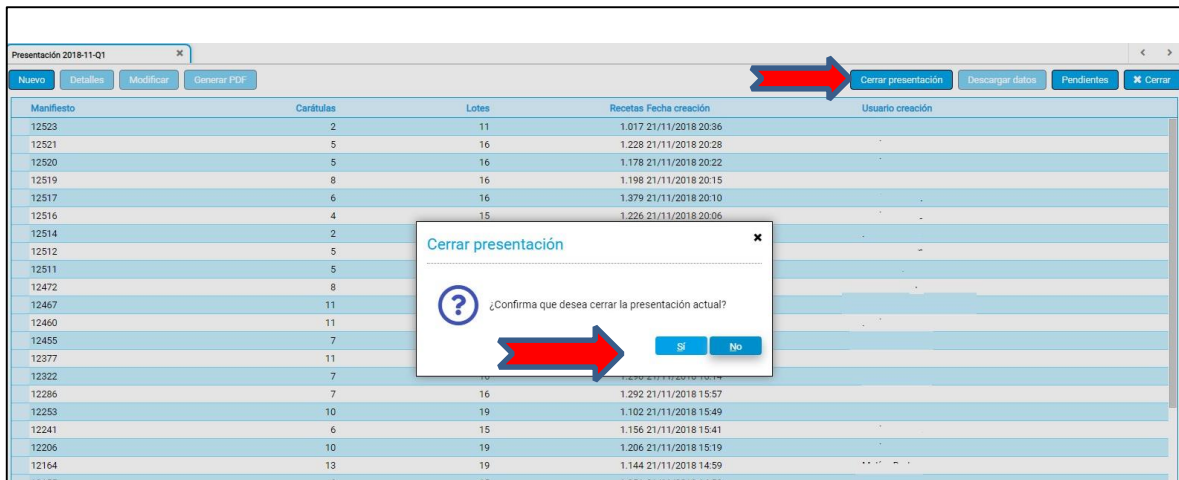 Presentación 2018-11-Q1
Nuevo Detalles Modificar Generar PDF Cerrar presentación Descargar datos Pendientes Cerrar
Manifiesto Carátulas Lotes Recetas Fecha creación Usuario creación
12523 2 11 1.017 21/11/2018 20:36
12521 5 16 1.228 21/11/2018 20:28
12520 5 16 1.178 21/11/2018 20:22
12519 8 16 1.198 21/11/2018 20:15
12517 6 16 1.379 21/11/2018 20:10
12516 4 15 1.226 21/11/2018 20:06
12514 2
12512 5
12511 5
12472 8
12467 11
12460 11
12455 7
12377 11
12322 7
Cerrar presentación
¿Confirma que desea cerrar la presentación actual?
Sí No
12286 7 16 1.292 21/11/2018 15:57
12253 10 19 1.102 21/11/2018 15:49
12241 6 15 1.156 21/11/2018 15:41
12206 10 19 1.206 21/11/2018 15:19
12164 13 19 1.144 21/11/2018 14:59